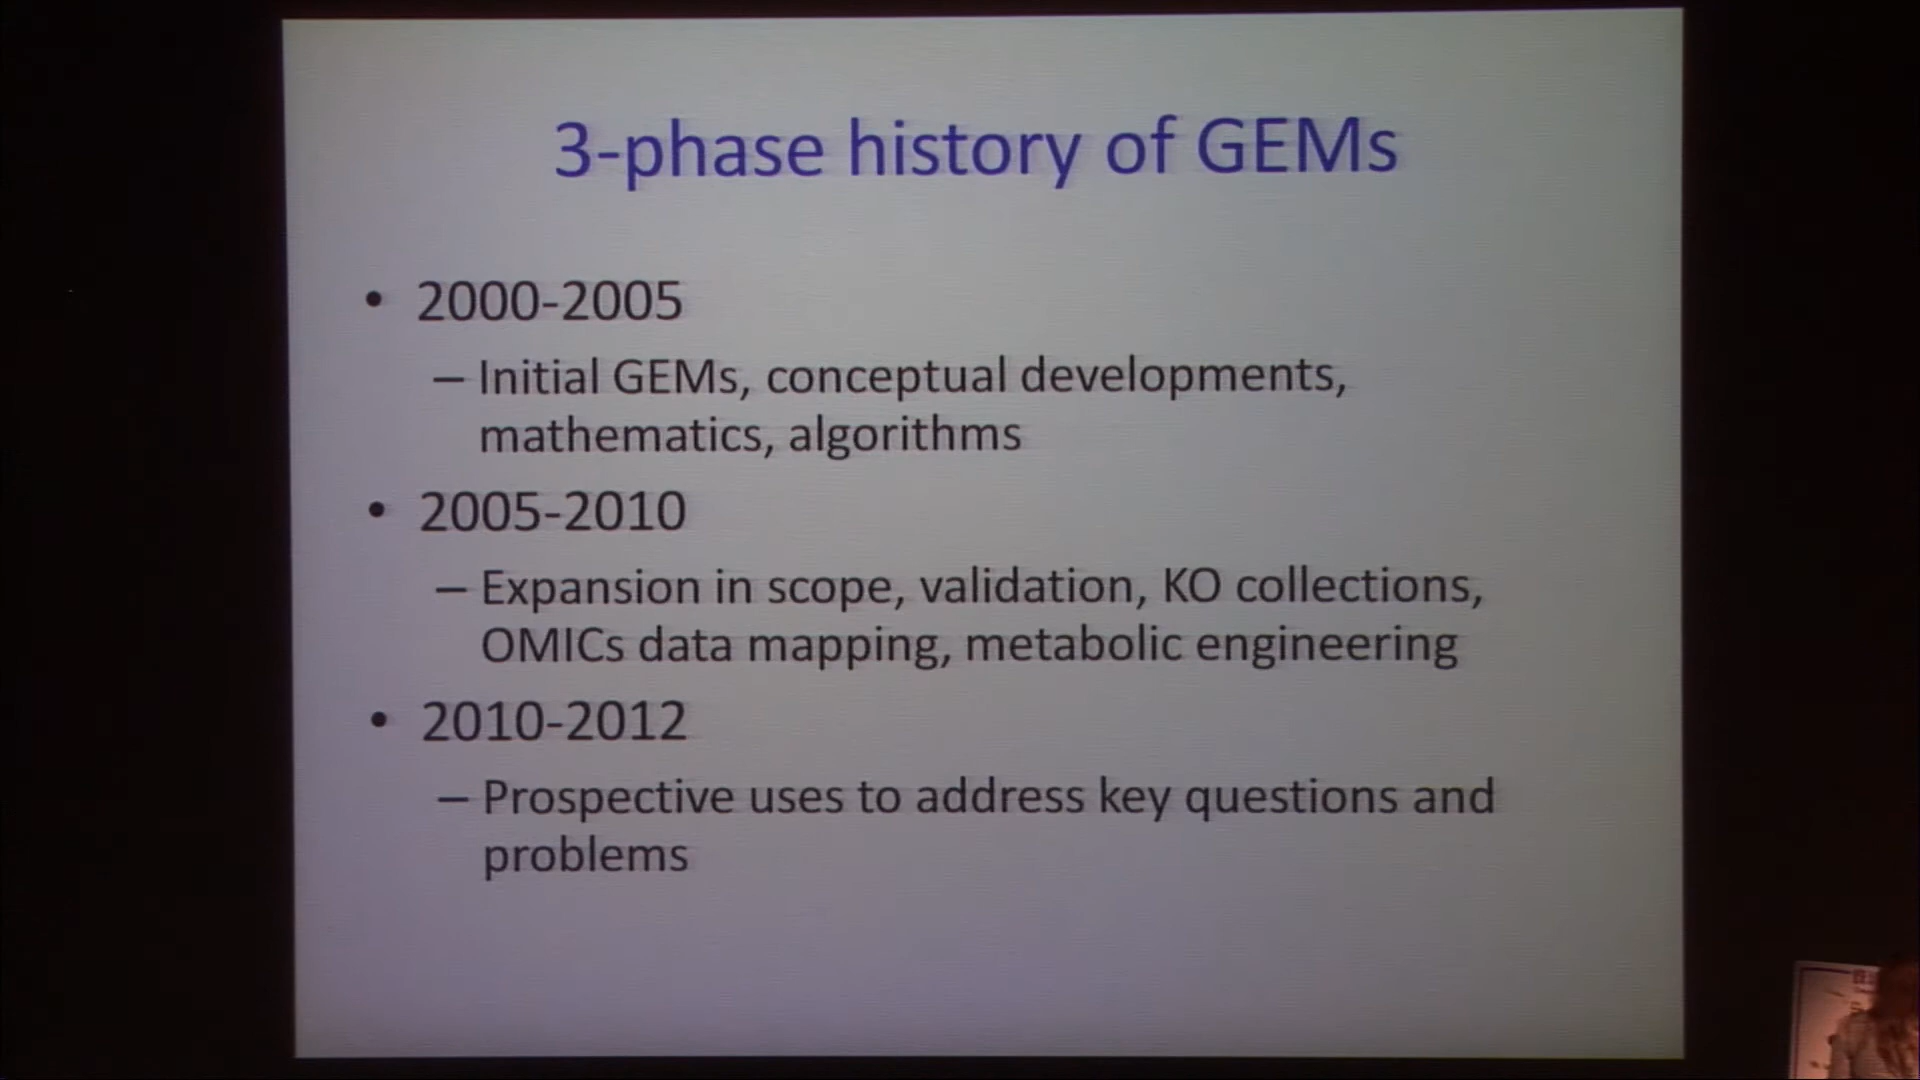 3-phase history of GEMs
• 2000-2005
– Initial GEMs, conceptual developments,
mathematics, algorithms
• 2005-2010
– Expansion in scope, validation, KO collections,
OMICs data mapping, metabolic engineering
• 2010-2012
– Prospective uses to address key questions and
problems